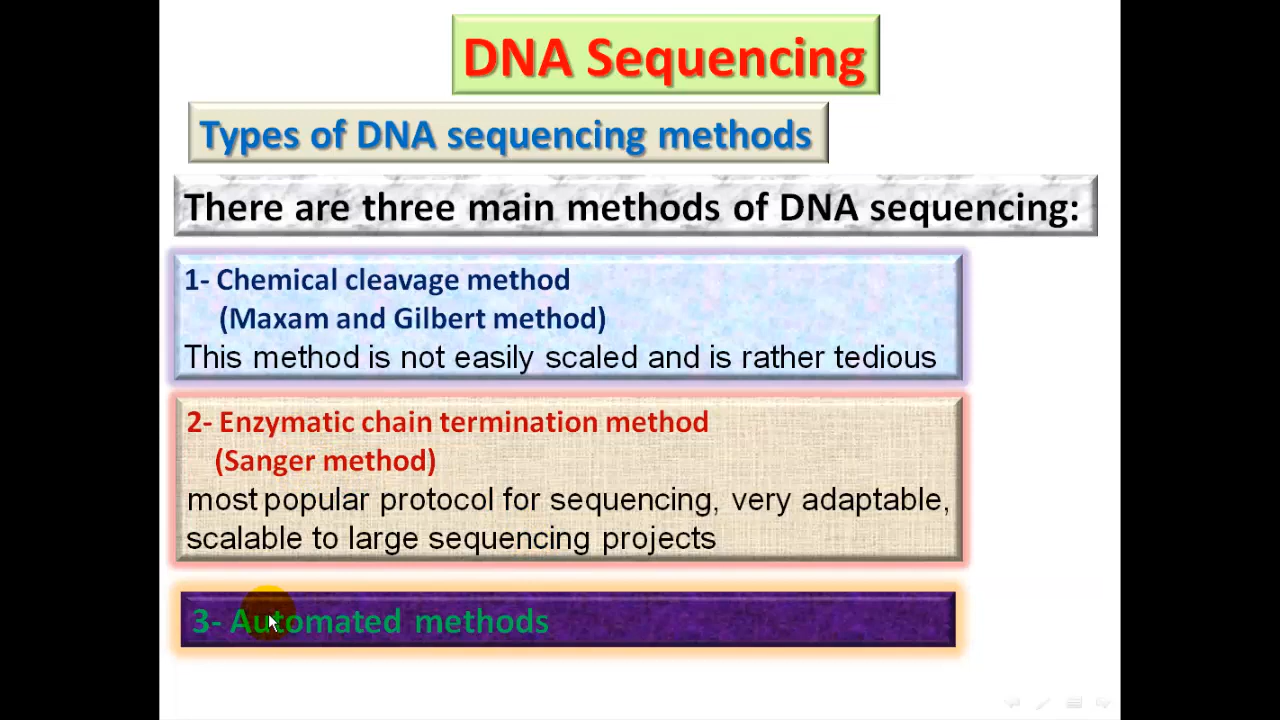 DNA Sequencing
Types of DNA sequencing methods
There are three main methods of DNA sequencing:
1- Chemical cleavage method
(Maxam and Gilbert method)
This method is not easily scaled and is rather tedious
2- Enzymatic chain termination method
(Sanger method)
most popular protocol for sequencing, very adaptable,
scalable to large sequencing projects
3- Automated methods